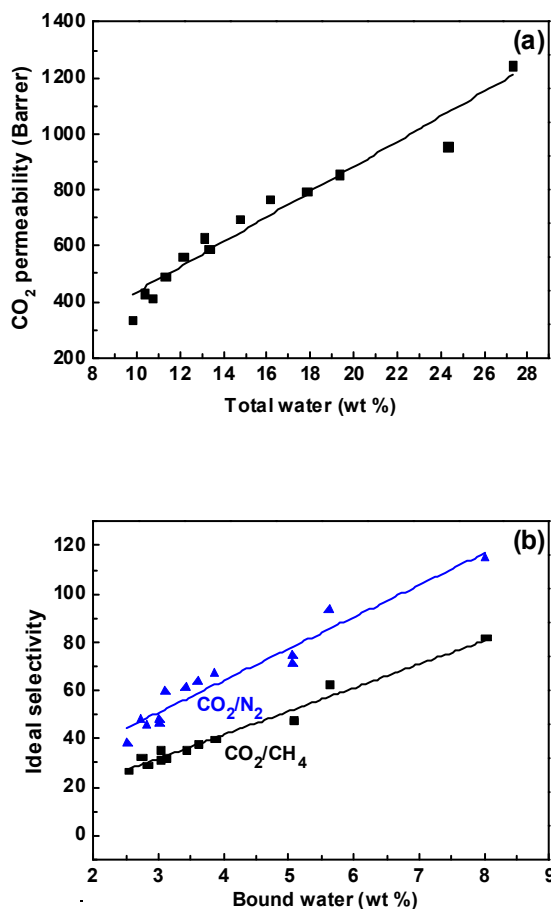 (a)
1400
1200
1000
800
600
400
200
CO2 permeability (Barrer)
8 10 12 14 16 18 20 22 24 26 28
Total water (wt %)
(b)
120
100
80
60
40
20
0
Ideal selectivity
CO2/N2
CO2/CH4
2 3 4 5 6 7 8 9
Bound water (wt %)